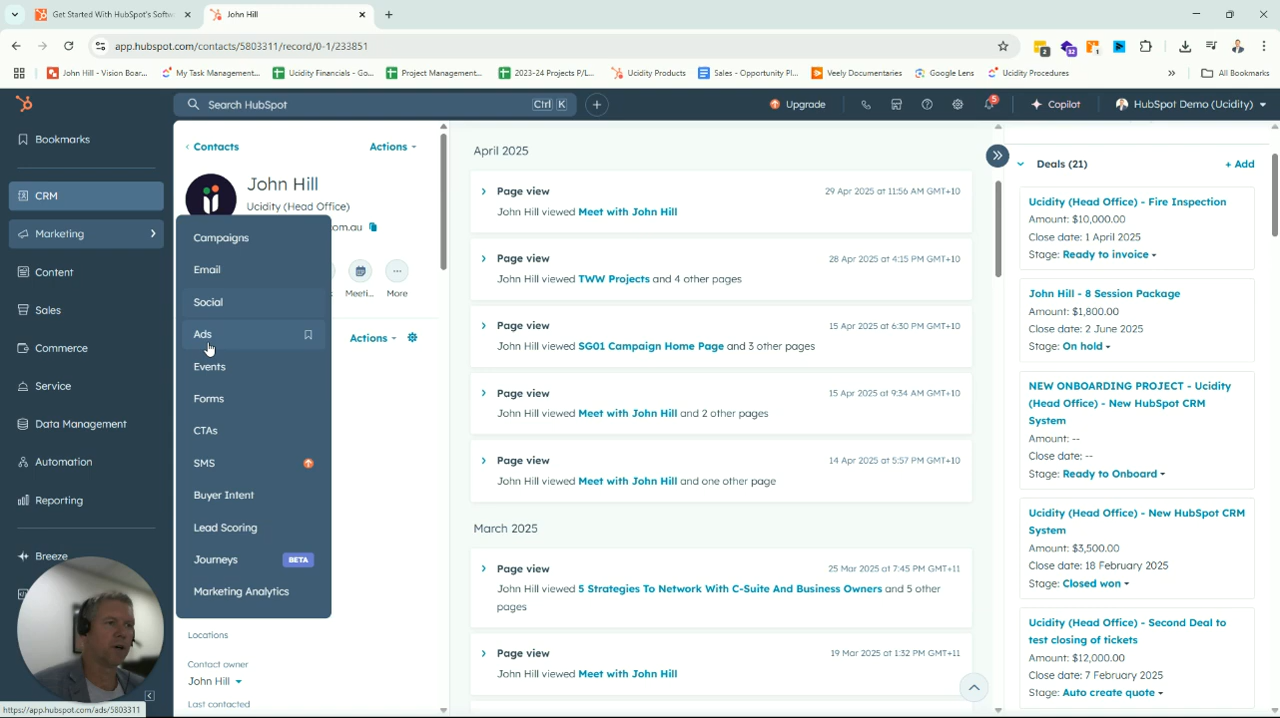 Get Started With HubSpot's Softw
John Hill
app.hubspot.com/contacts/5803311/record/0-1/233851
John Hill - Vision Boar...
My Task Management...
Ucidity Financials - Go...
Project Management...
2023-24 Projects P/L...
Ucidity Products
Sales - Opportunity Pl...
Veely Documentaries
Google Lens
Ucidity Procedures
All Bookmarks
Search HubSpot
Ctrl K
Upgrade
5
Copilot
HubSpot Demo (Ucidity)
Bookmarks
CRM
Marketing
Content
Sales
Commerce
Service
Data Management
Automation
Reporting
Breeze
Contacts
Actions
John Hill
Ucidity (Head Office)
om.au
Meeti...
More
Actions
Campaigns
Email
Social
Ads
Events
Forms
CTAs
SMS
Buyer Intent
Lead Scoring
Journeys
BETA
Marketing Analytics
Locations
Contact owner
John Hill
Last contacted
April 2025
Page view
29 Apr 2025 at 11:56 AM GMT+10
John Hill viewed Meet with John Hill
Page view
28 Apr 2025 at 4:15 PM GMT+10
John Hill viewed TWW Projects and 4 other pages
Page view
15 Apr 2025 at 6:30 PM GMT+10
John Hill viewed SG01 Campaign Home Page and 3 other pages
Page view
15 Apr 2025 at 9:34 AM GMT+10
John Hill viewed Meet with John Hill and 2 other pages
Page view
14 Apr 2025 at 5:57 PM GMT+10
John Hill viewed Meet with John Hill and one other page
March 2025
Page view
25 Mar 2025 at 7:45 PM GMT+11
John Hill viewed 5 Strategies To Network With C-Suite And Business Owners and 5 other
pages
Page view
19 Mar 2025 at 1:32 PM GMT+11
John Hill viewed Meet with John Hill
Deals (21)
+ Add
Ucidity (Head Office) - Fire Inspection
Amount: $10,000.00
Close date: 1 April 2025
Stage: Ready to invoice
John Hill - 8 Session Package
Amount: $1,800.00
Close date: 2 June 2025
Stage: On hold
NEW ONBOARDING PROJECT - Ucidity
(Head Office) - New HubSpot CRM
System
Amount: --
Close date: --
Stage: Ready to Onboard
Ucidity (Head Office) - New HubSpot CRM
System
Amount: $3,500.00
Close date: 18 February 2025
Stage: Closed won
Ucidity (Head Office) - Second Deal to
test closing of tickets
Amount: $12,000.00
Close date: 7 February 2025
Stage: Auto create quote
https://app.hubspot.com/ads/5803311